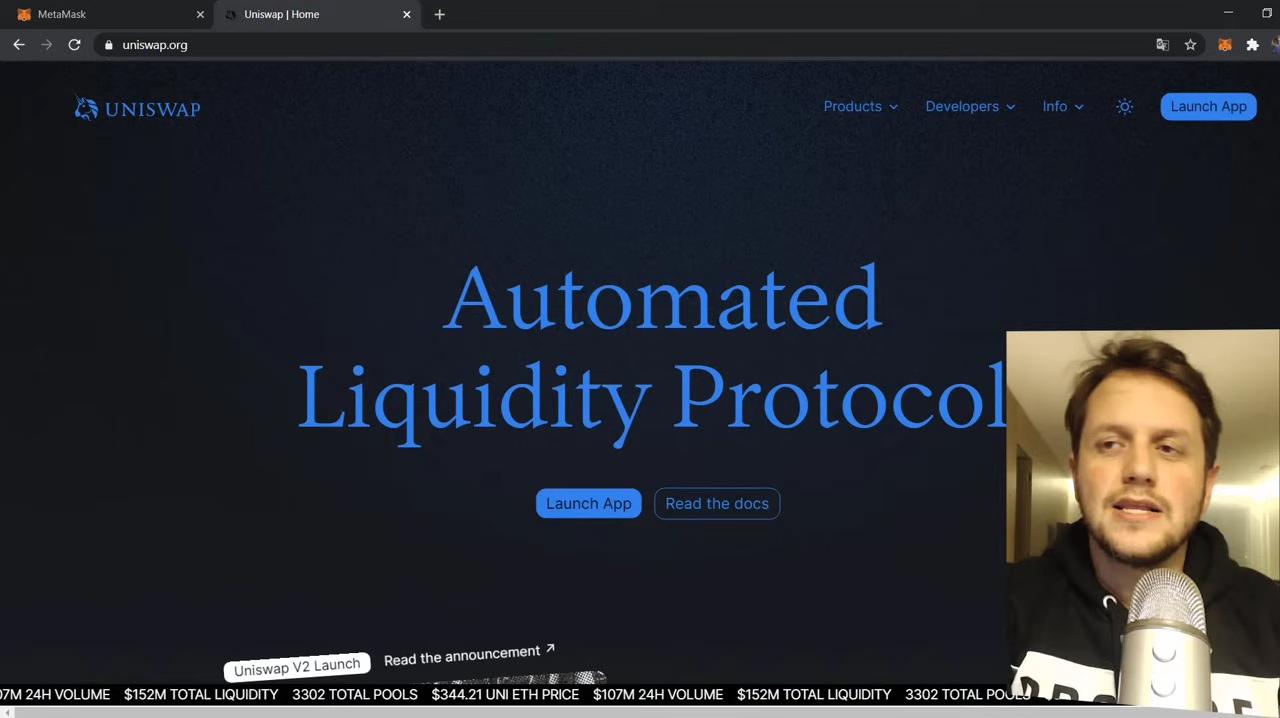 MetaMask
Uniswap | Home
uniswap.org
UNISWAP
Products
Developers
Info
Launch App
Automated
Liquidity Protocol
Launch App
Read the docs
Uniswap V2 Launch
Read the announcement ↗
07M 24H VOLUME $152M TOTAL LIQUIDITY 3302 TOTAL POOLS $344.21 UNI ETH PRICE $107M 24H VOLUME $152M TOTAL LIQUIDITY 3302 TOTAL POOLS